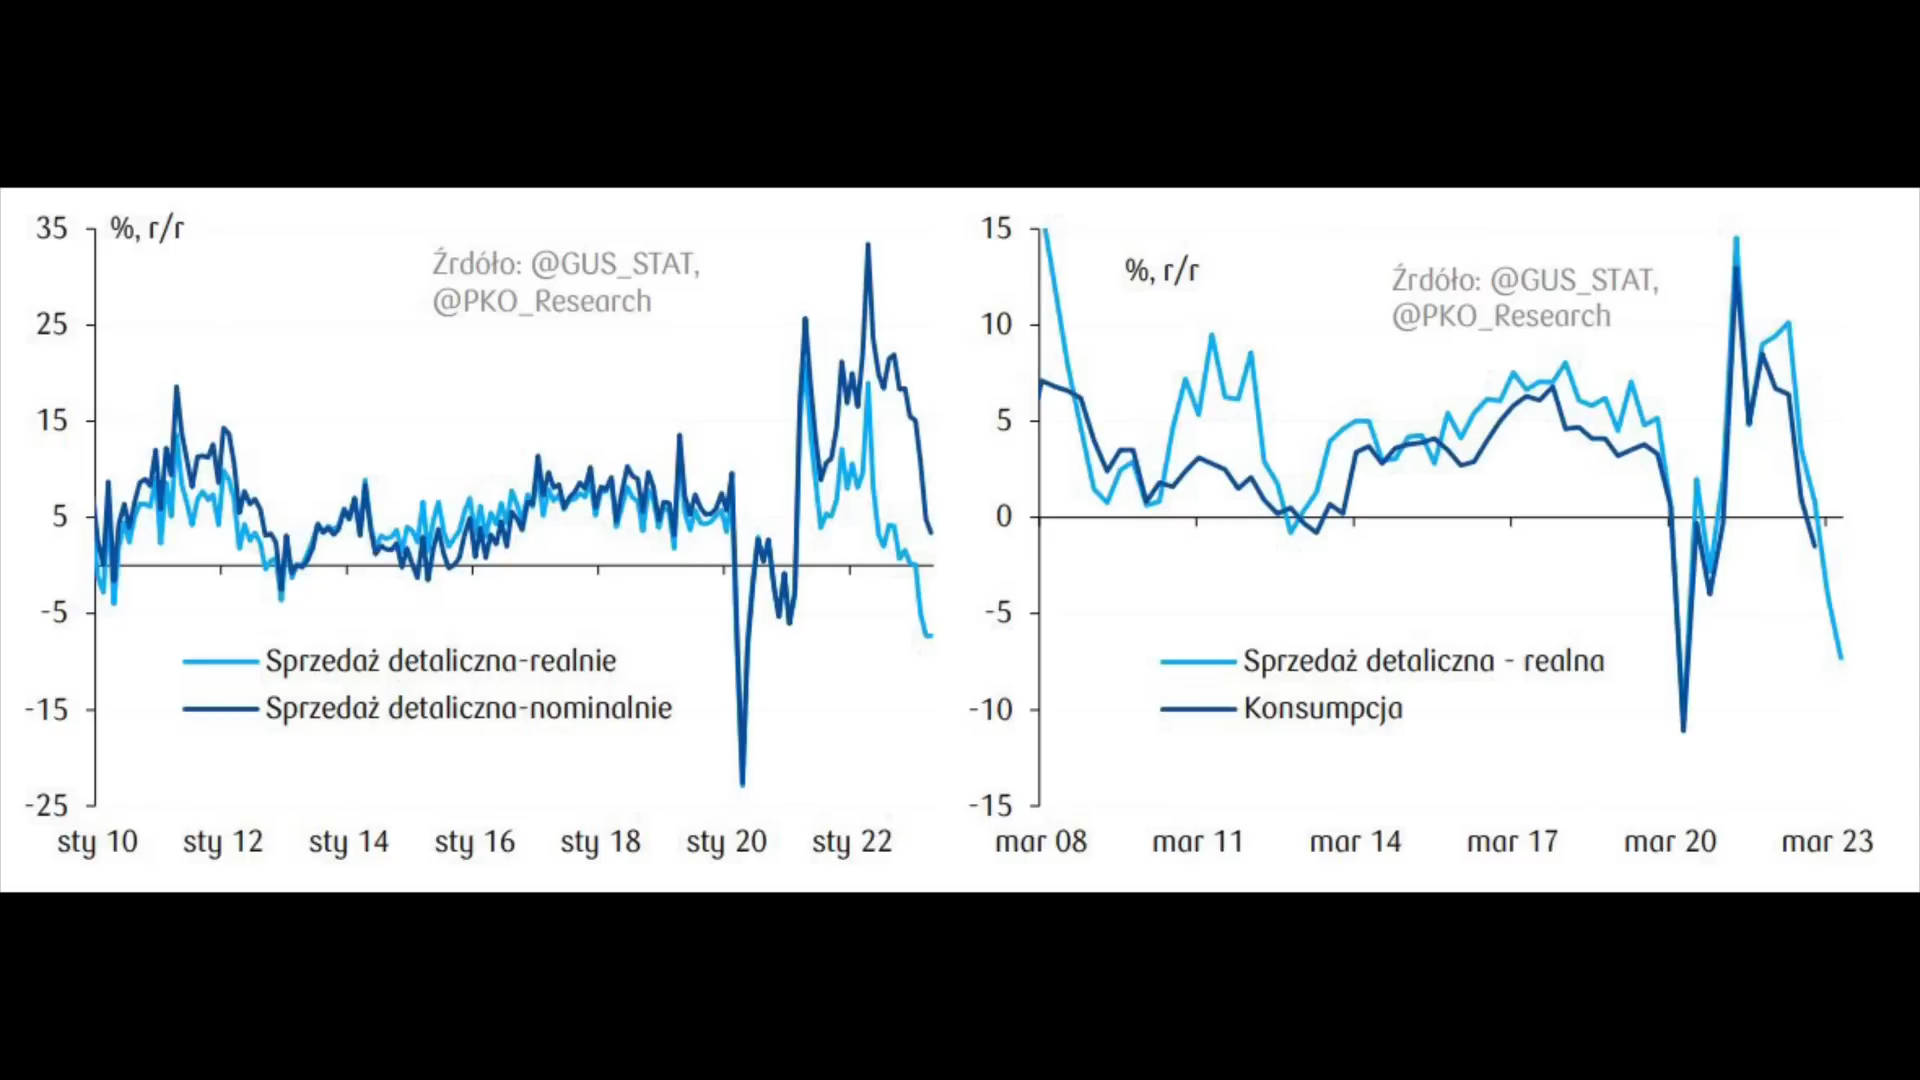 %, r/r
Źrdóło: @GUS_STAT,
@PKO_Research
35
25
15
5
-5
-15
-25
Sprzedaż detaliczna-realnie
Sprzedaż detaliczna-nominalnie
sty 10 sty 12 sty 14 sty 16 sty 18 sty 20 sty 22
%, r/r
Źrdóło: @GUS_STAT,
@PKO_Research
15
10
5
0
-5
-10
-15
Sprzedaż detaliczna - realna
Konsumpcja
mar 08 mar 11 mar 14 mar 17 mar 20 mar 23